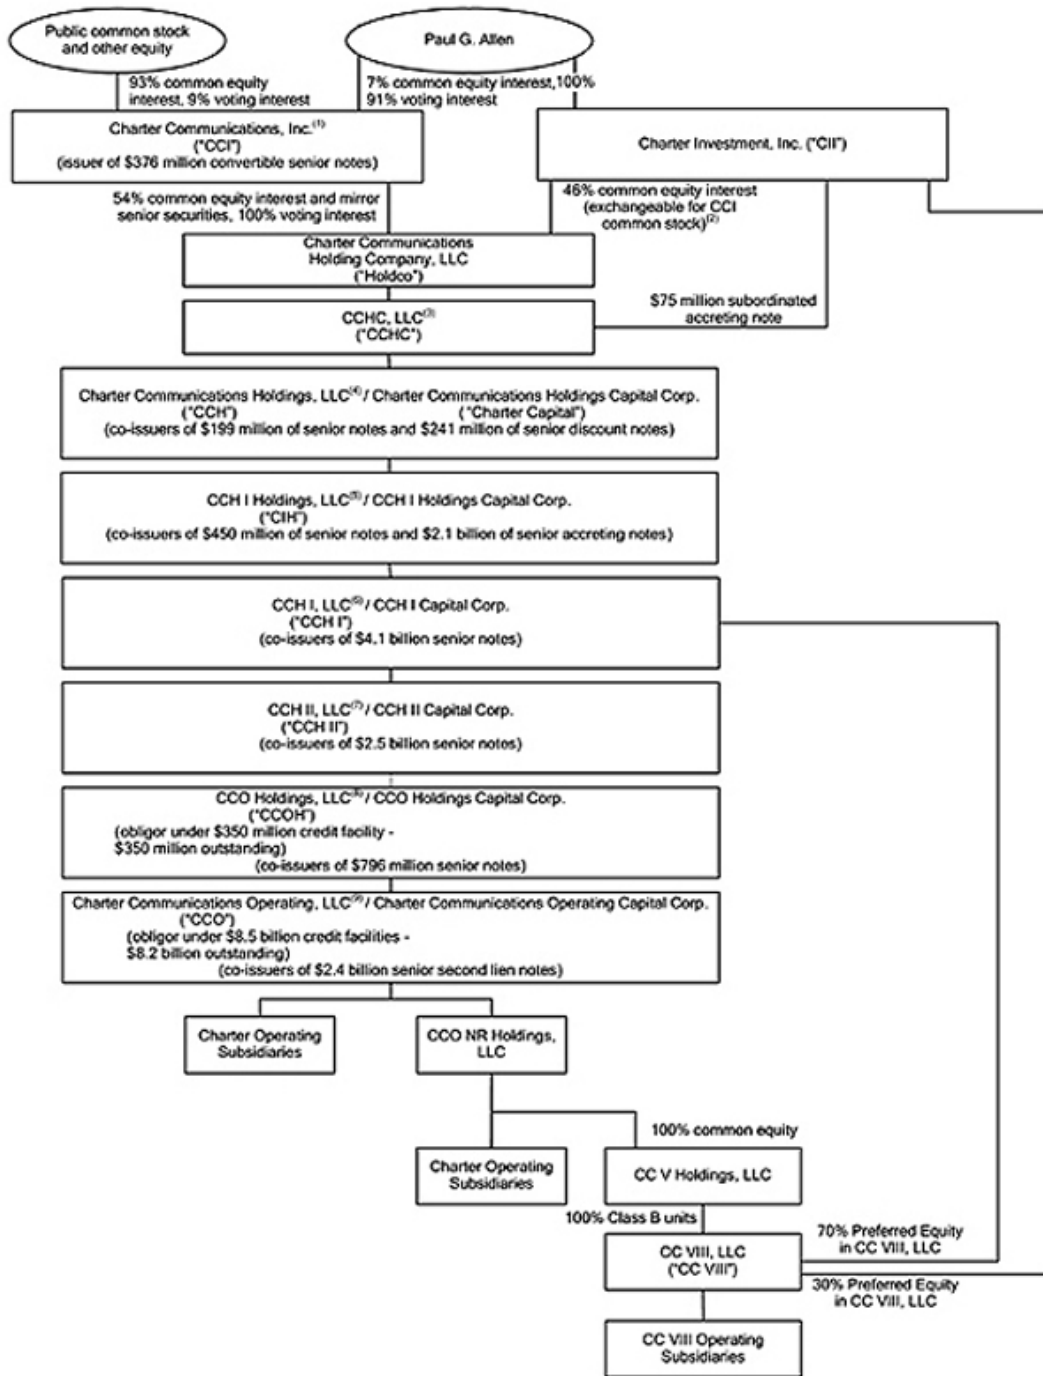 Public common stock
and other equity
Paul G. Allen
93% common equity
interest, 9% voting interest
7% common equity interest,
91% voting interest
100%
Charter Communications, Inc.(1)
("CCI")
(issuer of $376 million convertible senior notes)
Charter Investment, Inc. ("CII")
54% common equity interest and mirror
senior securities, 100% voting interest
46% common equity interest
(exchangeable for CCI
common stock)(2)
Charter Communications
Holding Company, LLC
("Holdco")
$75 million subordinated
accreting note
CCHC, LLC(3)
("CCHC")
Charter Communications Holdings, LLC(4) / Charter Communications Holdings Capital Corp.
("CCH") ("Charter Capital")
(co-issuers of $199 million of senior notes and $241 million of senior discount notes)
CCH I Holdings, LLC(5) / CCH I Holdings Capital Corp.
("CIH")
(co-issuers of $450 million of senior notes and $2.1 billion of senior accreting notes)
CCH I, LLC(6) / CCH I Capital Corp.
("CCH I")
(co-issuers of $4.1 billion senior notes)
CCH II, LLC(7) / CCH II Capital Corp.
("CCH II")
(co-issuers of $2.5 billion senior notes)
CCO Holdings, LLC(8) / CCO Holdings Capital Corp.
("CCOH")
(obligor under $350 million credit facility -
$350 million outstanding)
(co-issuers of $796 million senior notes)
Charter Communications Operating, LLC(9) / Charter Communications Operating Capital Corp.
("CCO")
(obligor under $8.5 billion credit facilities -
$8.2 billion outstanding)
(co-issuers of $2.4 billion senior second lien notes)
Charter Operating
Subsidiaries
CCO NR Holdings,
LLC
100% common equity
Charter Operating
Subsidiaries
CC V Holdings, LLC
100% Class B units
70% Preferred Equity
in CC VIII, LLC
CC VIII, LLC
("CC VIII")
30% Preferred Equity
in CC VIII, LLC
CC VIII Operating
Subsidiaries